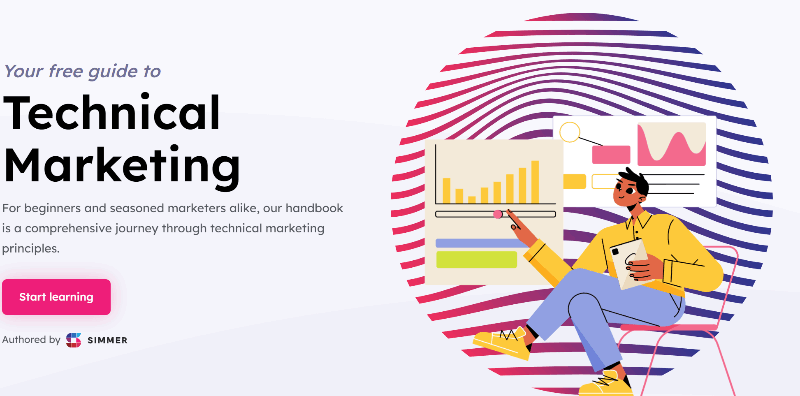 Your free guide to
Technical
Marketing
For beginners and seasoned marketers alike, our handbook
is a comprehensive journey through technical marketing
principles.
Start learning
Authored by SIMMER